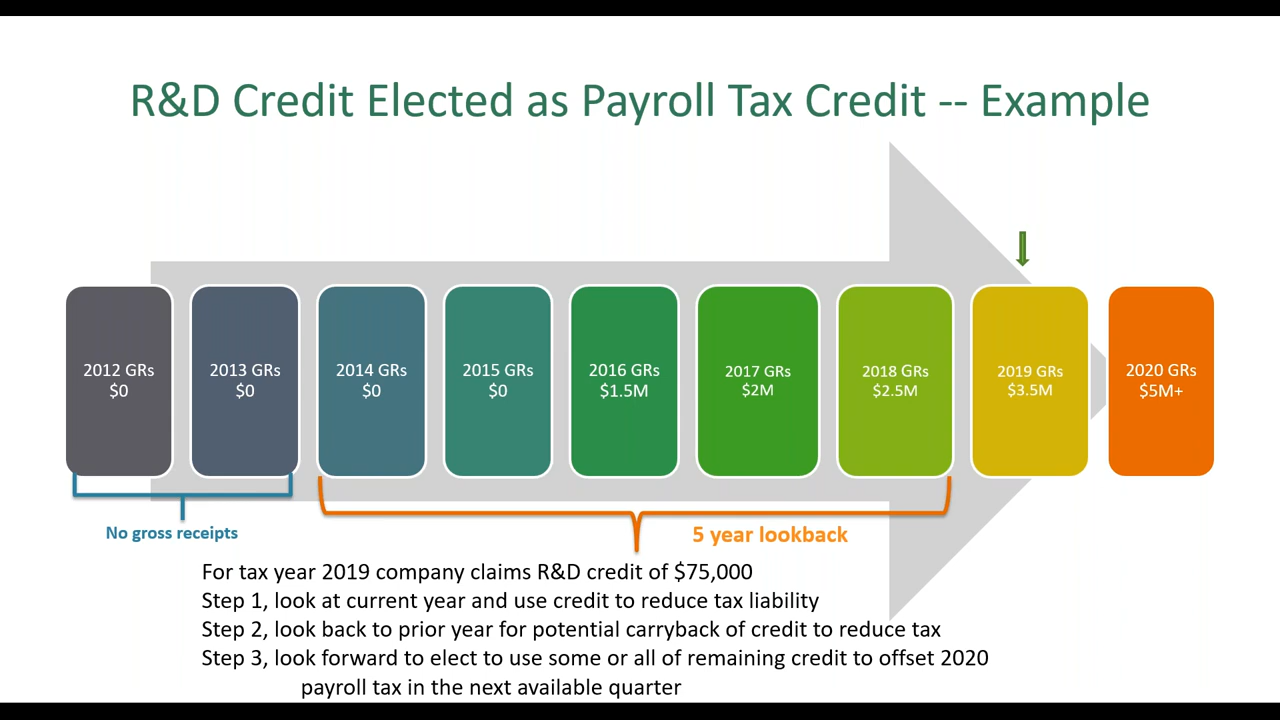 R&D Credit Elected as Payroll Tax Credit -- Example
2012 GRs
$0
2013 GRs
$0
2014 GRs
$0
2015 GRs
$0
2016 GRs
$1.5M
2017 GRs
$2M
2018 GRs
$2.5M
2019 GRs
$3.5M
2020 GRs
$5M+
No gross receipts
5 year lookback
For tax year 2019 company claims R&D credit of $75,000
Step 1, look at current year and use credit to reduce tax liability
Step 2, look back to prior year for potential carryback of credit to reduce tax
Step 3, look forward to elect to use some or all of remaining credit to offset 2020
payroll tax in the next available quarter